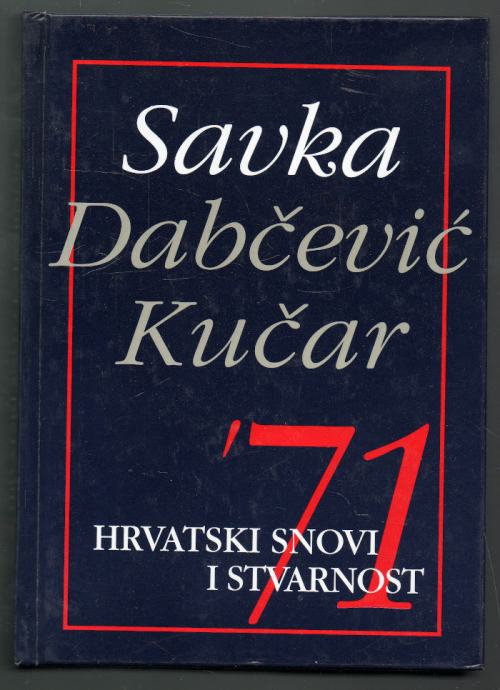 Savka
Dabčević
Kučar
'71
HRVATSKI SNOVI
I STVARNOST